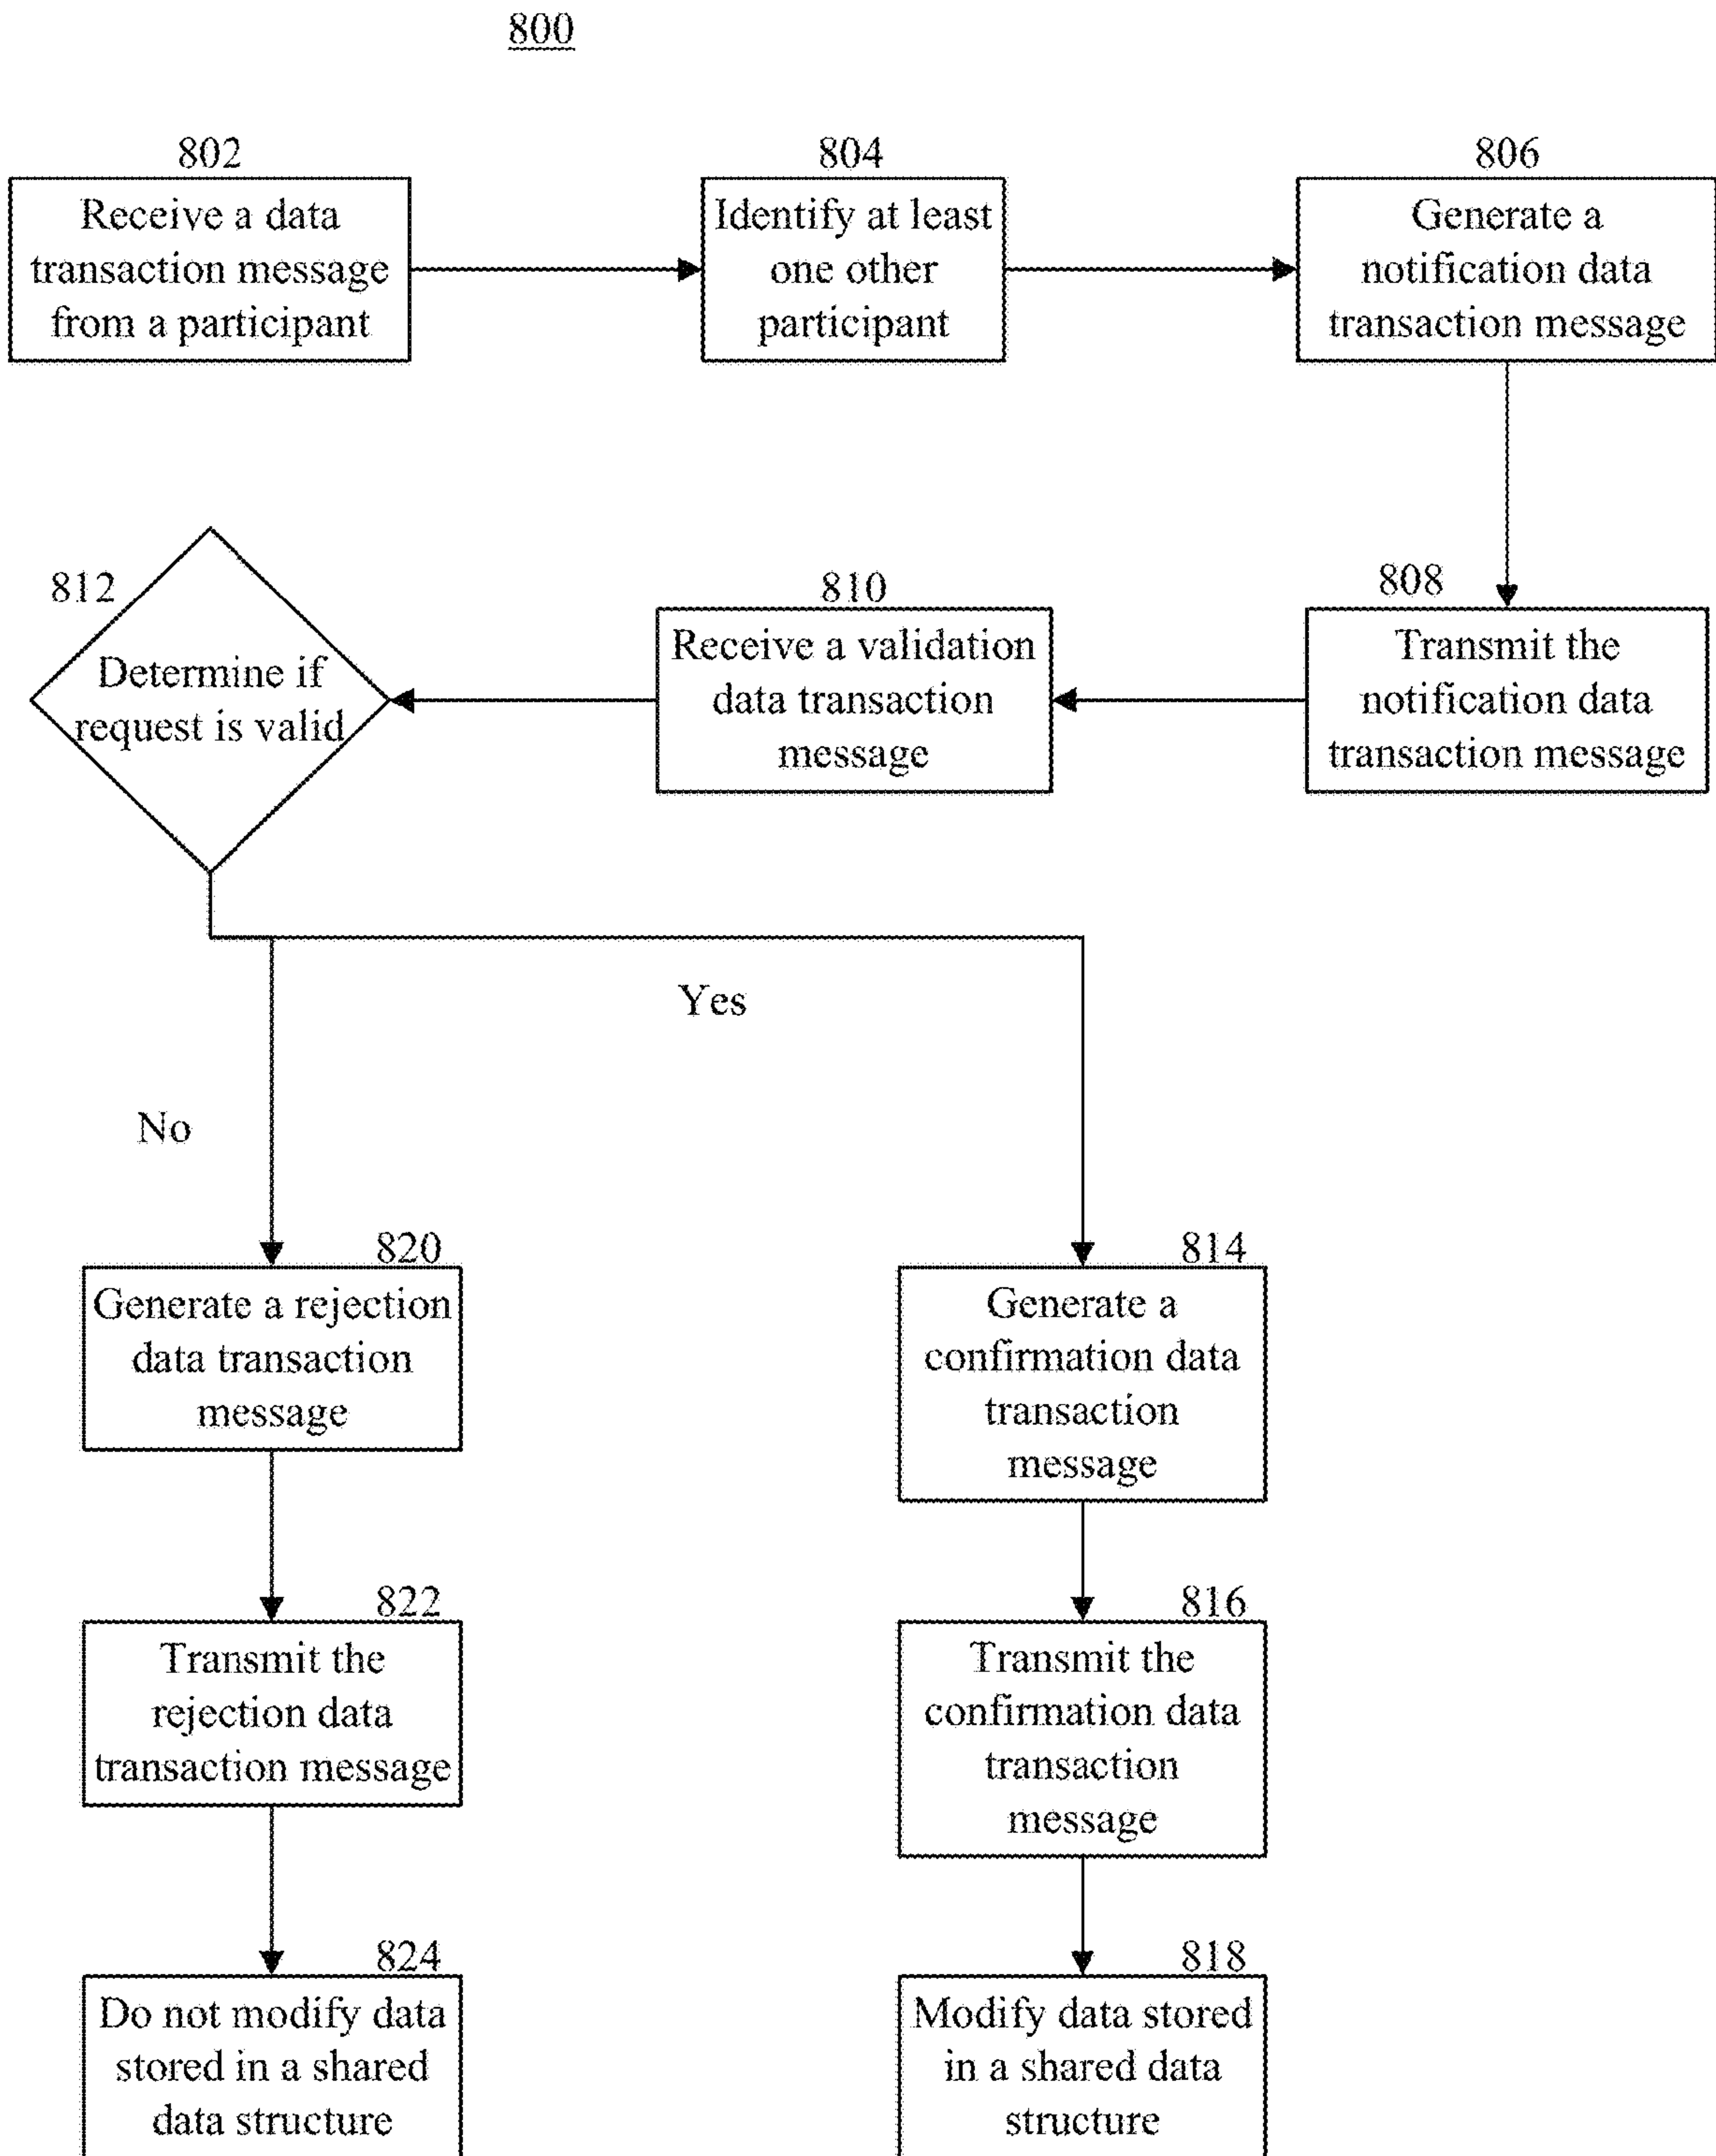 800
802
Receive a data
transaction message
from a participant
804
Identify at least
one other
participant
806
Generate a
notification data
transaction message
808
Transmit the
notification data
transaction message
810
Receive a validation
data transaction
message
812
Determine if
request is valid
Yes
No
820
Generate a rejection
data transaction
message
814
Generate a
confirmation data
transaction
message
822
Transmit the
rejection data
transaction message
816
Transmit the
confirmation data
transaction
message
824
Do not modify data
stored in a shared
data structure
818
Modify data stored
in a shared data
structure